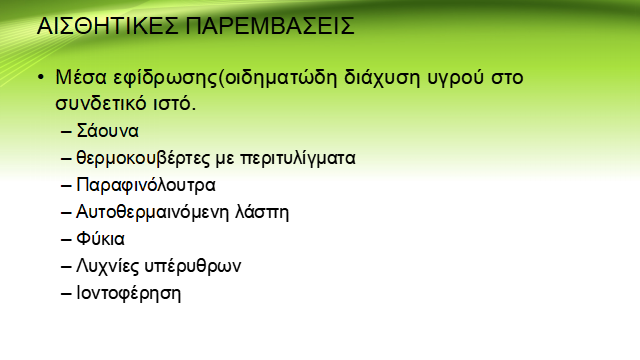 ΑΙΣΘΗΤΙΚΕΣ ΠΑΡΕΜΒΑΣΕΙΣ
• Μέσα εφίδρωσης(οιδηματώδη διάχυση υγρού στο
συνδετικό ιστό.
– Σάουνα
– θερμοκουβέρτες με περιτυλίγματα
– Παραφινόλουτρα
– Αυτοθερμαινόμενη λάσπη
– Φύκια
– Λυχνίες υπέρυθρων
– Ιοντοφέρηση